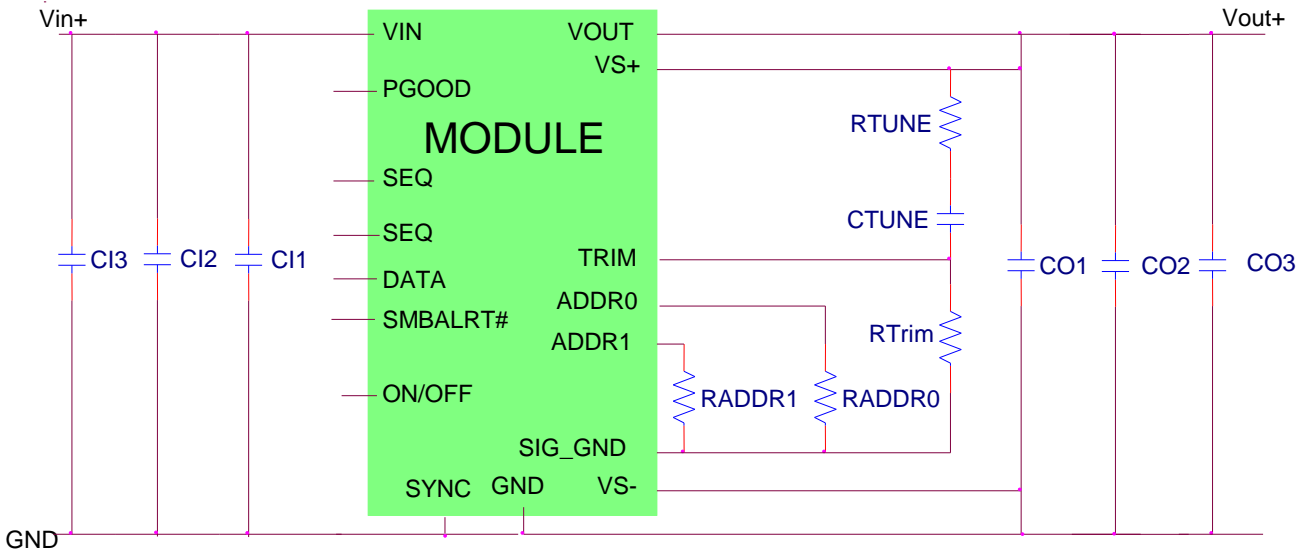 Vin+
Vout+
VIN
VOUT
VS+
PGOOD
RTUNE
MODULE
SEQ
CTUNE
SEQ
TRIM
CI3
CI2
CI1
CO1
CO2
CO3
DATA
ADDR0
SMBALRT#
ADDR1
RTrim
ON/OFF
RADDR1
RADDR0
SIG_GND
SYNC
GND
VS-
GND